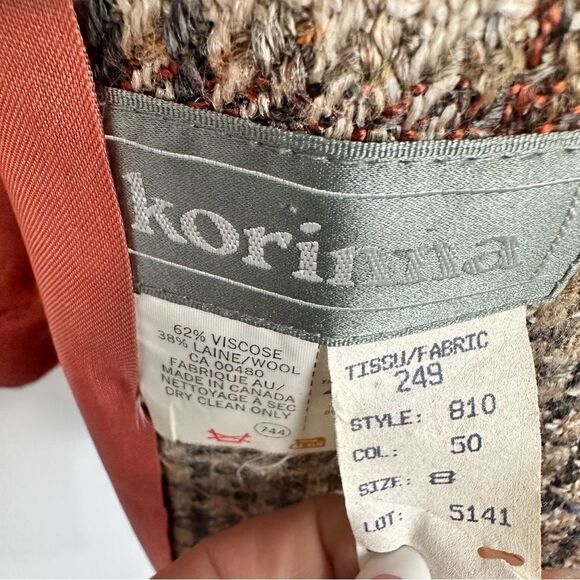 korinna
62% VISCOSE
38% LAINE/WOOL
CA 00480
FABRIQUE AU/
MADE IN CANADA
NETTOYAGE À SEC
DRY CLEAN ONLY
744
TISSU/FABRIC
249
STYLE: 810
COL: 50
SIZE: 8
LOT: 5141